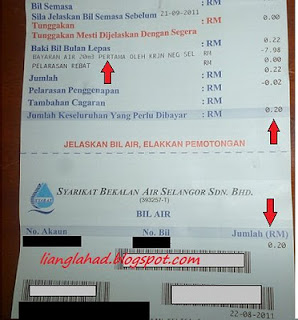 Bil Semasa : RM
Sila Jelaskan Bil Semasa Sebelum 21-09-2011 0.00
Tunggakan : RM
Tunggakan Mesti Dijelaskan Dengan Segera 0.22
Baki Bil Bulan Lepas : RM -7.98
BAYARAN AIR 20m3 PERTAMA OLEH KRJN NEG SEL RM 0.00
PELARASAN REBAT RM 0.22
Jumlah : RM -0.02
Pelarasan Penggenapan : RM
Tambahan Cagaran : RM
Jumlah Keseluruhan Yang Perlu Dibayar : RM 0.20
JELASKAN BIL AIR, ELAKKAN PEMOTONGAN
SYARIKAT BEKALAN AIR SELANGOR SDN. BHD.
(393257-1)
BIL AIR
No. Akaun No. Bil Jumlah (RM)
0.20
lianglahad.blogspot.com
22-08-2011